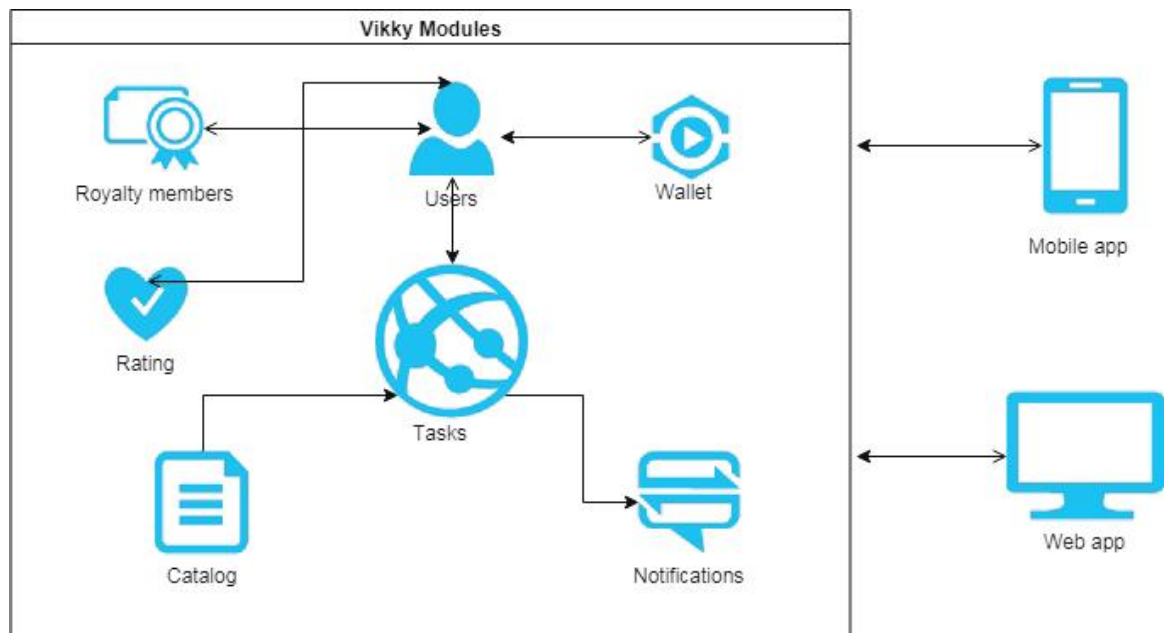 Vikky Modules
Royalty members
Users
Wallet
Mobile app
Rating
Tasks
Catalog
Notifications
Web app